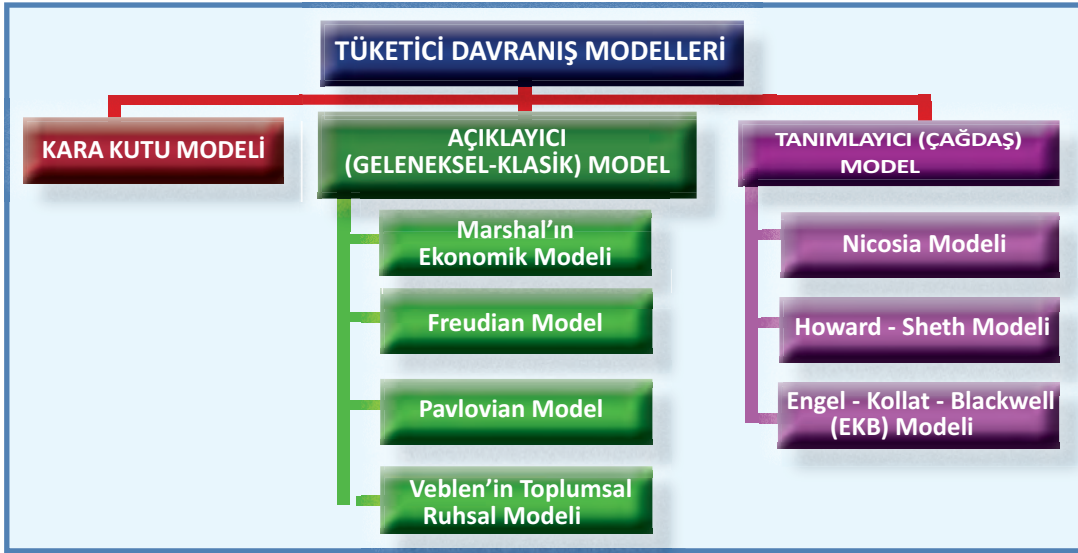 TÜKETİCİ DAVRANIŞ MODELLERİ
KARA KUTU MODELİ
AÇIKLAYICI
(GELENEKSEL-KLASİK) MODEL
Marshal’ın
Ekonomik Modeli
Freudian Model
Pavlovian Model
Veblen’in Toplumsal
Ruhsal Modeli
TANIMLAYICI (ÇAĞDAŞ)
MODEL
Nicosia Modeli
Howard - Sheth Modeli
Engel - Kollat - Blackwell
(EKB) Modeli